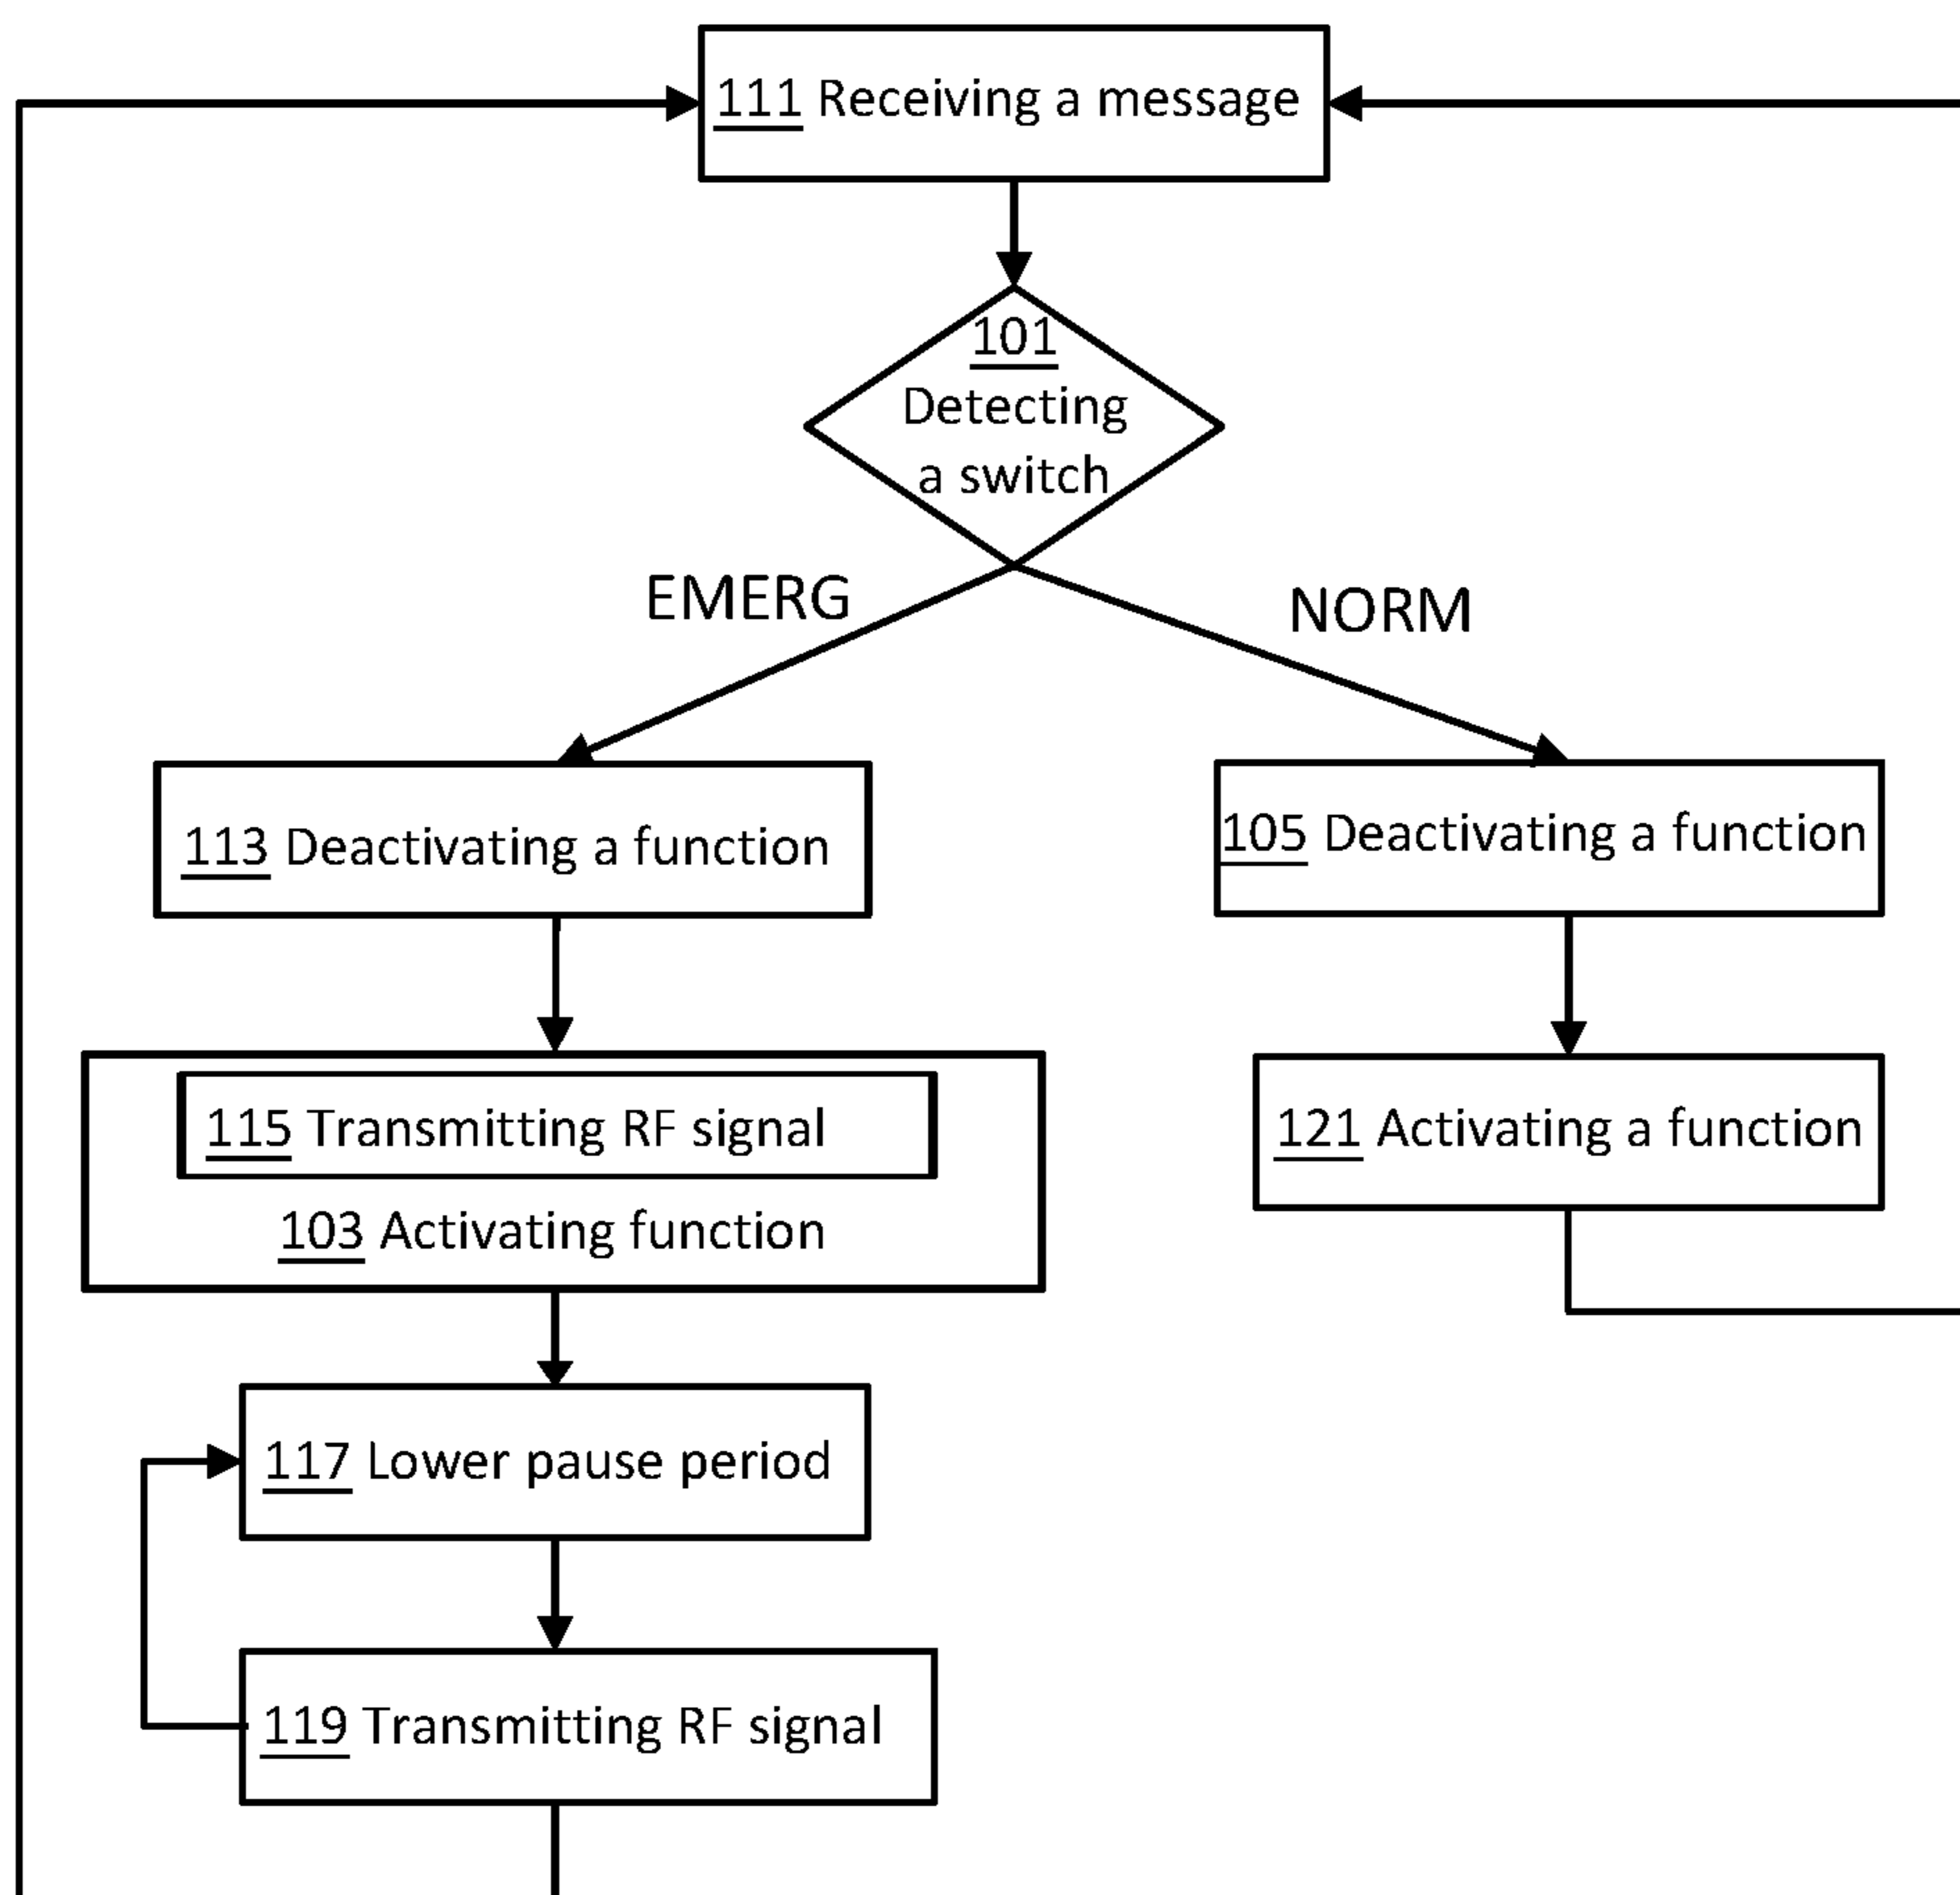 111 Receiving a message
101
Detecting
a switch
EMERG
NORM
113 Deactivating a function
105 Deactivating a function
115 Transmitting RF signal
103 Activating function
121 Activating a function
117 Lower pause period
119 Transmitting RF signal